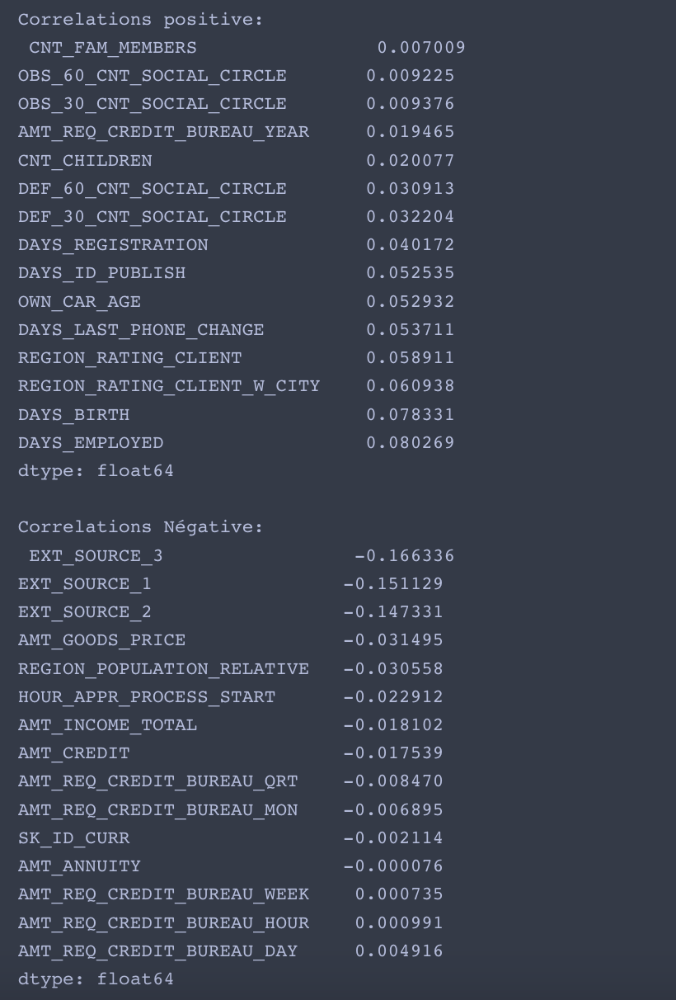 Correlations positive:
CNT_FAM_MEMBERS 0.007009
OBS_60_CNT_SOCIAL_CIRCLE 0.009225
OBS_30_CNT_SOCIAL_CIRCLE 0.009376
AMT_REQ_CREDIT_BUREAU_YEAR 0.019465
CNT_CHILDREN 0.020077
DEF_60_CNT_SOCIAL_CIRCLE 0.030913
DEF_30_CNT_SOCIAL_CIRCLE 0.032204
DAYS_REGISTRATION 0.040172
DAYS_ID_PUBLISH 0.052535
OWN_CAR_AGE 0.052932
DAYS_LAST_PHONE_CHANGE 0.053711
REGION_RATING_CLIENT 0.058911
REGION_RATING_CLIENT_W_CITY 0.060938
DAYS_BIRTH 0.078331
DAYS_EMPLOYED 0.080269
dtype: float64
Correlations Négative:
EXT_SOURCE_3 -0.166336
EXT_SOURCE_1 -0.151129
EXT_SOURCE_2 -0.147331
AMT_GOODS_PRICE -0.031495
REGION_POPULATION_RELATIVE -0.030558
HOUR_APPR_PROCESS_START -0.022912
AMT_INCOME_TOTAL -0.018102
AMT_CREDIT -0.017539
AMT_REQ_CREDIT_BUREAU_QRT -0.008470
AMT_REQ_CREDIT_BUREAU_MON -0.006895
SK_ID_CURR -0.002114
AMT_ANNUITY -0.000076
AMT_REQ_CREDIT_BUREAU_WEEK 0.000735
AMT_REQ_CREDIT_BUREAU_HOUR 0.000991
AMT_REQ_CREDIT_BUREAU_DAY 0.004916
dtype: float64